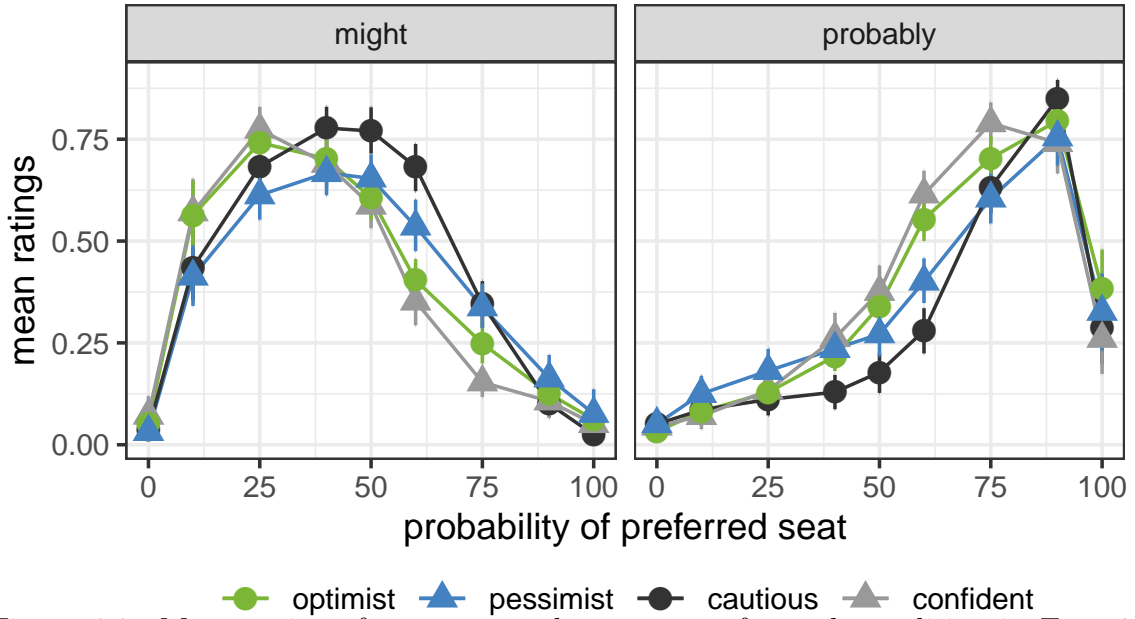 might probably
mean ratings
0.75
0.50
0.25
0.00
0 25 50 75 100 0 25 50 75 100
probability of preferred seat
optimist pessimist cautious confident